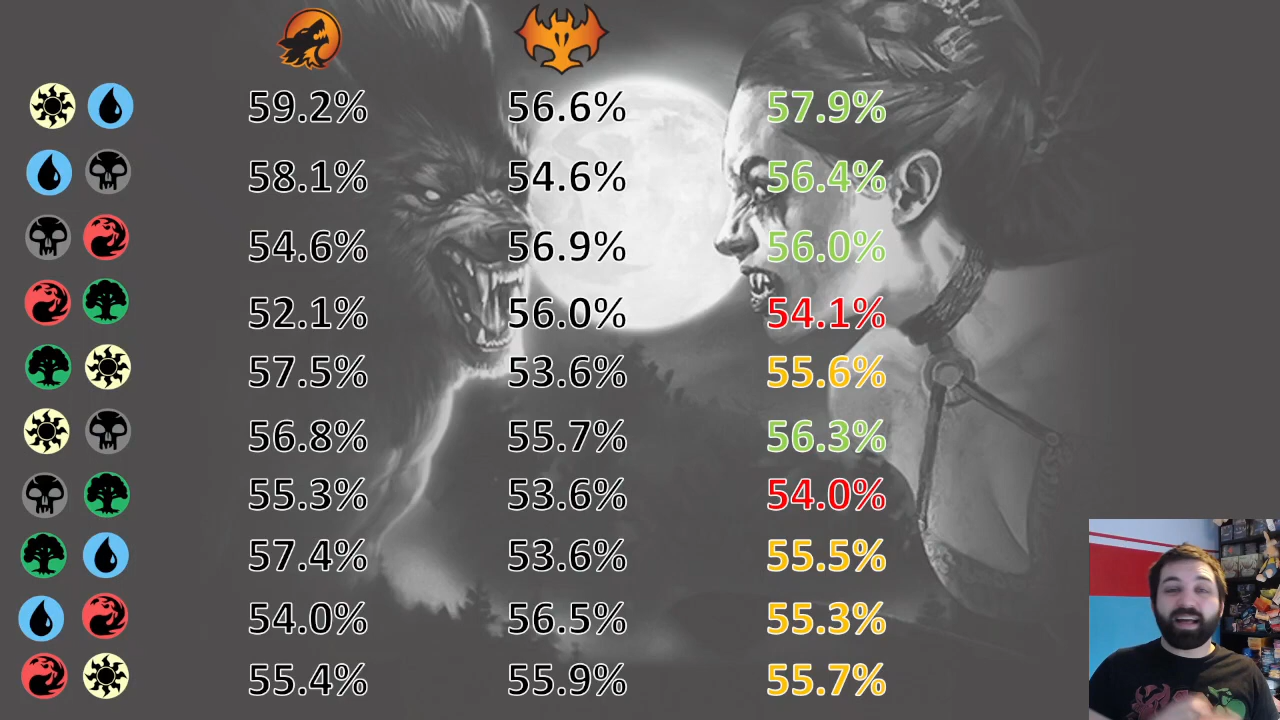 59.2% 56.6% 57.9%
58.1% 54.6% 56.4%
54.6% 56.9% 56.0%
52.1% 56.0% 54.1%
57.5% 53.6% 55.6%
56.8% 55.7% 56.3%
55.3% 53.6% 54.0%
57.4% 53.6% 55.5%
54.0% 56.5% 55.3%
55.4% 55.9% 55.7%